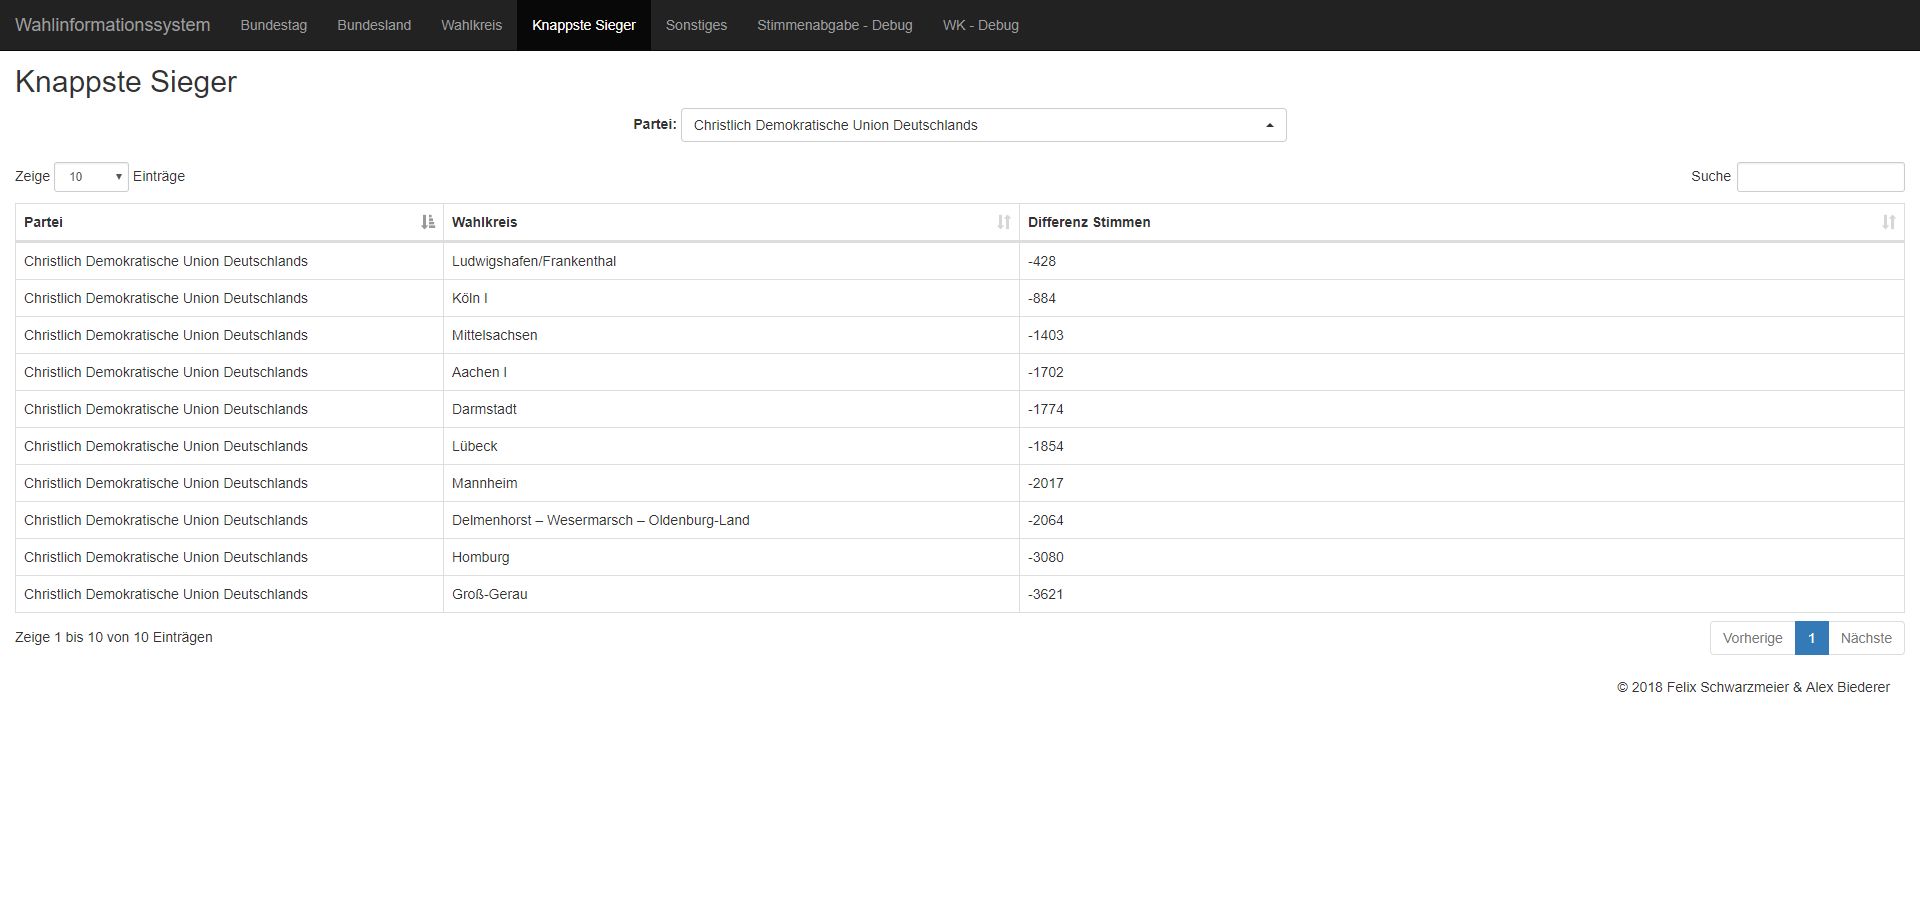 Wahlinformationssystem Bundestag Bundesland Wahlkreis Knappste Sieger Sonstiges Stimmenabgabe - Debug WK - Debug
Knappste Sieger
Partei: Christlich Demokratische Union Deutschlands
Zeige 10 Einträge Suche
Partei Wahlkreis Differenz Stimmen
Christlich Demokratische Union Deutschlands Ludwigshafen/Frankenthal -428
Christlich Demokratische Union Deutschlands Köln I -884
Christlich Demokratische Union Deutschlands Mittelsachsen -1403
Christlich Demokratische Union Deutschlands Aachen I -1702
Christlich Demokratische Union Deutschlands Darmstadt -1774
Christlich Demokratische Union Deutschlands Lübeck -1854
Christlich Demokratische Union Deutschlands Mannheim -2017
Christlich Demokratische Union Deutschlands Delmenhorst – Wesermarsch – Oldenburg-Land -2064
Christlich Demokratische Union Deutschlands Homburg -3080
Christlich Demokratische Union Deutschlands Groß-Gerau -3621
Zeige 1 bis 10 von 10 Einträgen Vorherige 1 Nächste
© 2018 Felix Schwarzmeier & Alex Biederer